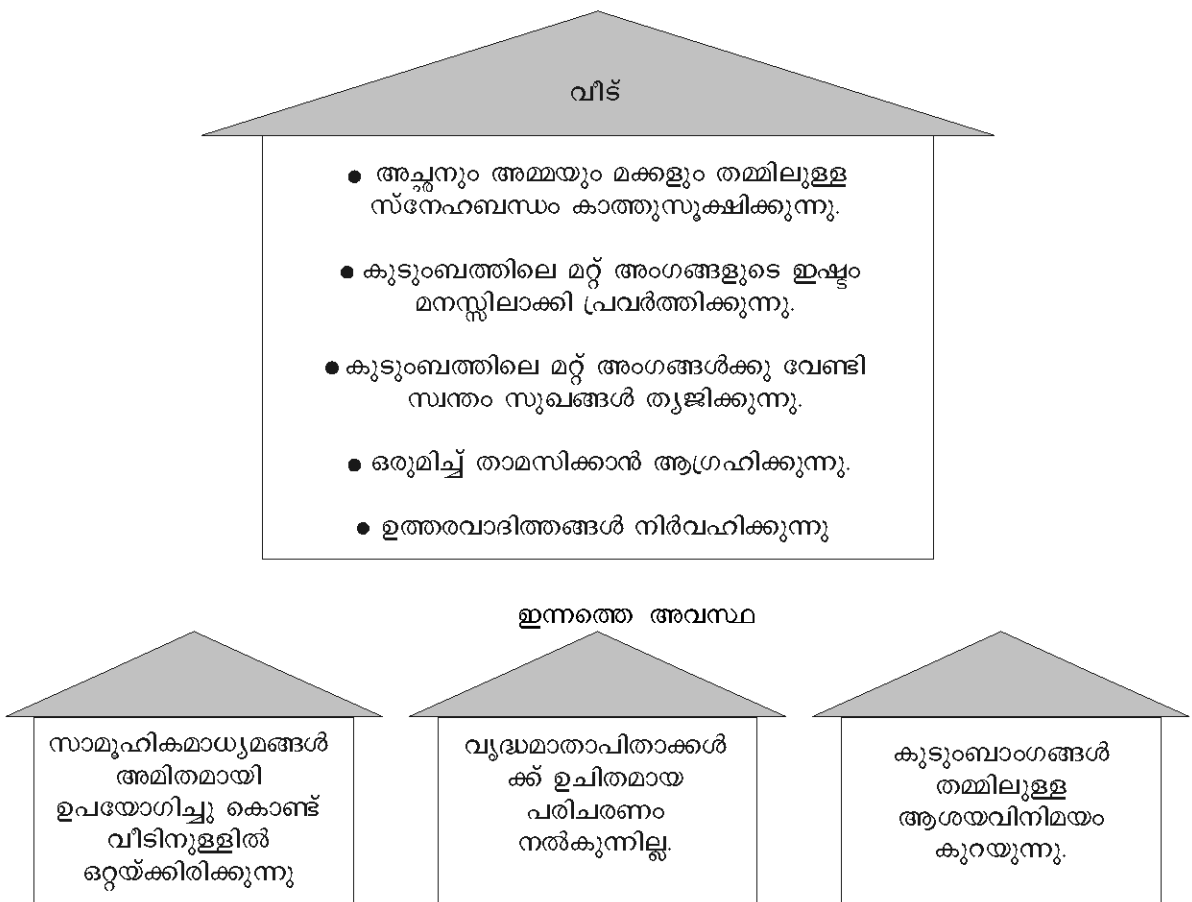 വീട്
● അച്ഛനും അമ്മയും മക്കളും തമ്മിലുള്ള
സ്നേഹബന്ധം കാത്തുസൂക്ഷിക്കുന്നു.
● കുടുംബത്തിലെ മറ്റ് അംഗങ്ങളുടെ ഇഷ്ടം
മനസ്സിലാക്കി പ്രവർത്തിക്കുന്നു.
● കുടുംബത്തിലെ മറ്റ് അംഗങ്ങൾക്കു വേണ്ടി
സ്വന്തം സുഖങ്ങൾ ത്യജിക്കുന്നു.
● ഒരുമിച്ച് താമസിക്കാൻ ആഗ്രഹിക്കുന്നു.
● ഉത്തരവാദിത്തങ്ങൾ നിർവഹിക്കുന്നു
ഇന്നത്തെ അവസ്ഥ
സാമൂഹികമാധ്യമങ്ങൾ
അമിതമായി
ഉപയോഗിച്ചു കൊണ്ട്
വീടിനുള്ളിൽ
ഒറ്റയ്ക്കിരിക്കുന്നു
വൃദ്ധമാതാപിതാക്കൾ
ക്ക് ഉചിതമായ
പരിചരണം
നൽകുന്നില്ല.
കുടുംബാംഗങ്ങൾ
തമ്മിലുള്ള
ആശയവിനിമയം
കുറയുന്നു.